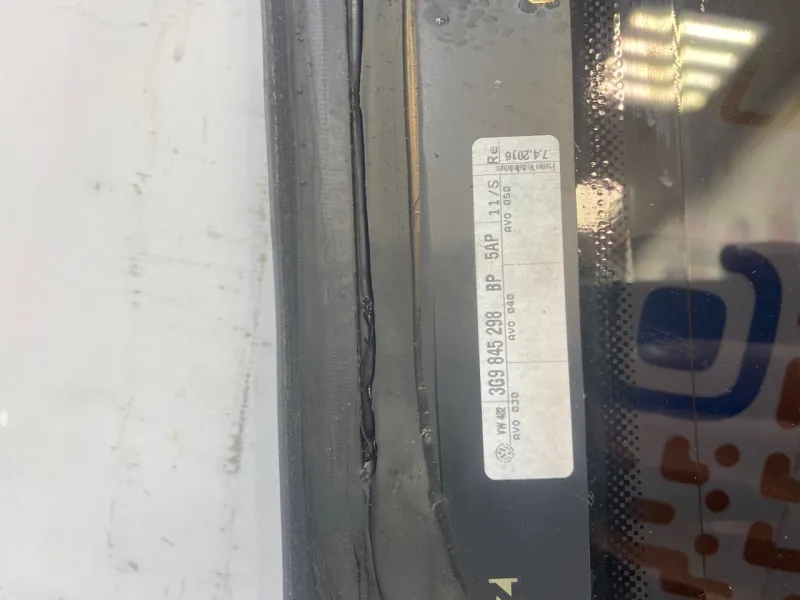 VW 482 3G9 845 298 BP 5AP 11/S Re
7.4.2016
AVO 030 AVO 040 AVO 050